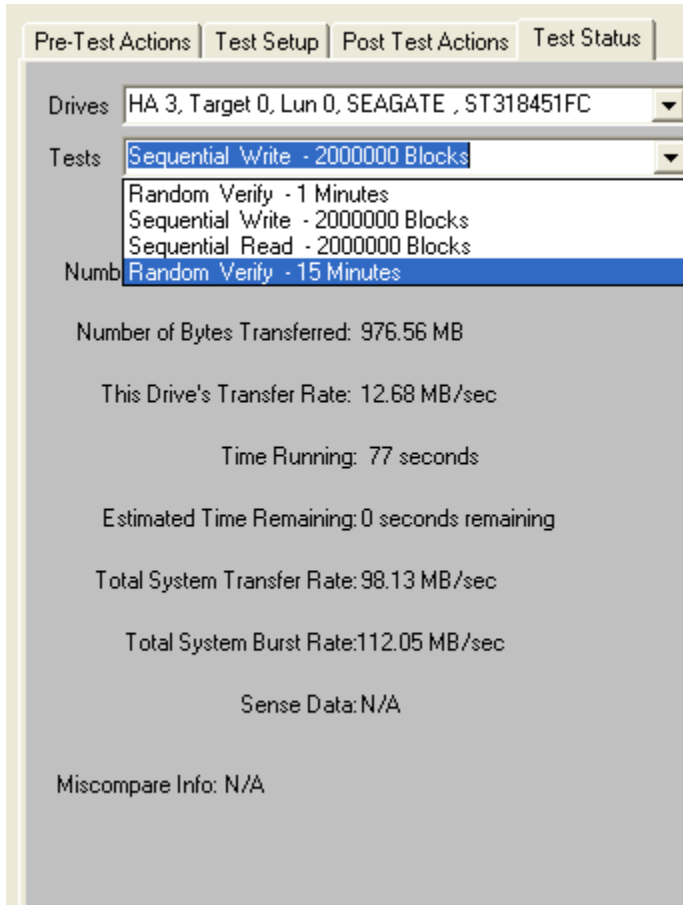 Pre-Test Actions Test Setup Post Test Actions Test Status
Drives HA 3, Target 0, Lun 0, SEAGATE , ST318451FC
Tests Sequential Write - 2000000 Blocks
Random Verify - 1 Minutes
Sequential Write - 2000000 Blocks
Sequential Read - 2000000 Blocks
Numb Random Verify - 15 Minutes
Number of Bytes Transferred: 976.56 MB
This Drive's Transfer Rate: 12.68 MB/sec
Time Running: 77 seconds
Estimated Time Remaining: 0 seconds remaining
Total System Transfer Rate: 98.13 MB/sec
Total System Burst Rate:112.05 MB/sec
Sense Data: N/A
Miscompare Info: N/A